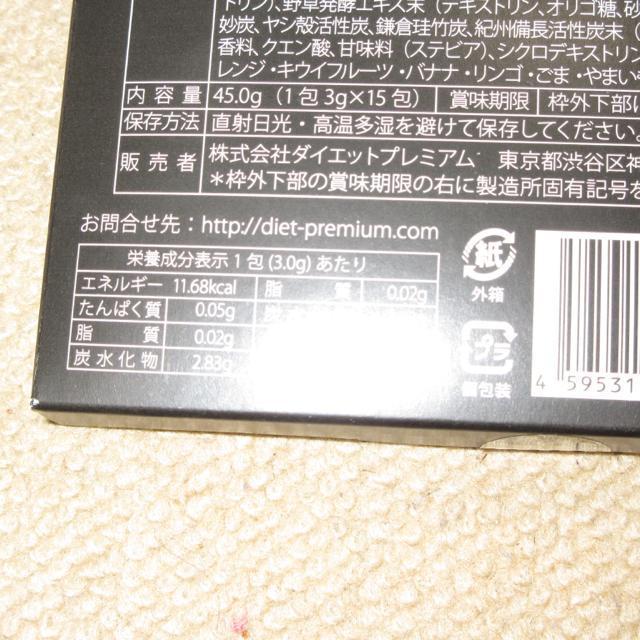 トリン)、野草発酵エキス末(デキストリン、オリゴ糖、砂
妙炭、ヤシ殻活性炭、鎌倉珪竹炭、紀州備長活性炭末(
香料、クエン酸、甘味料(ステビア)、シクロデキストリン
レンジ・キウイフルーツ・バナナ・リンゴ・ごま・やまい
内容量 45.0g(1包3g×15包) 賞味期限 枠外下部に
保存方法 直射日光・高温多湿を避けて保存してください
販売者 株式会社ダイエットプレミアム 東京都渋谷区神
*枠外下部の賞味期限の右に製造所固有記号
お問合せ先:http://diet-premium.com
栄養成分表示1包(3.0g)あたり
エネルギー 11.68kcal 脂質 0.02g
たんぱく質 0.05g
脂質 0.02g
炭水化物 2.83g
紙
外箱
プラ
個包装
4 59531